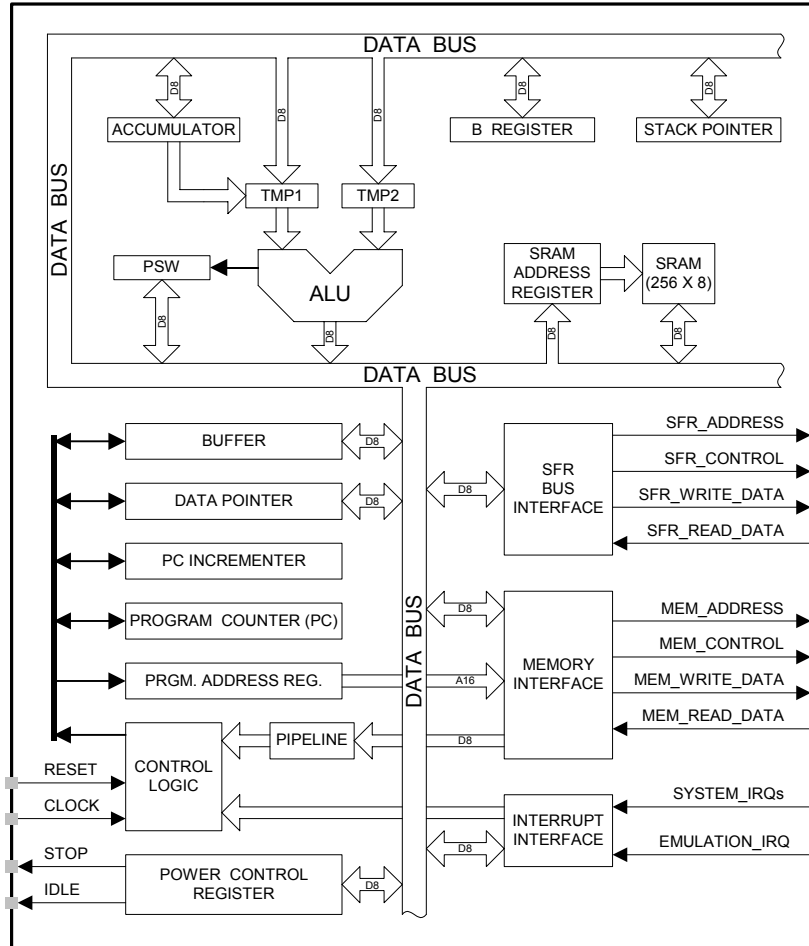 DATA BUS
D8
D8
D8
D8
D8
ACCUMULATOR
B REGISTER
STACK POINTER
DATA BUS
TMP1
TMP2
PSW
ALU
SRAM
ADDRESS
REGISTER
SRAM
(256 X 8)
D8
D8
D8
D8
DATA BUS
BUFFER
D8
DATA POINTER
D8
PC INCREMENTER
PROGRAM COUNTER (PC)
PRGM. ADDRESS REG.
A16
DATA BUS
D8
SFR
BUS
INTERFACE
SFR_ADDRESS
SFR_CONTROL
SFR_WRITE_DATA
SFR_READ_DATA
D8
MEMORY
INTERFACE
MEM_ADDRESS
MEM_CONTROL
MEM_WRITE_DATA
MEM_READ_DATA
CONTROL
LOGIC
PIPELINE
D8
RESET
CLOCK
INTERRUPT
INTERFACE
SYSTEM_IRQs
EMULATION_IRQ
D8
STOP
IDLE
POWER CONTROL
REGISTER
D8